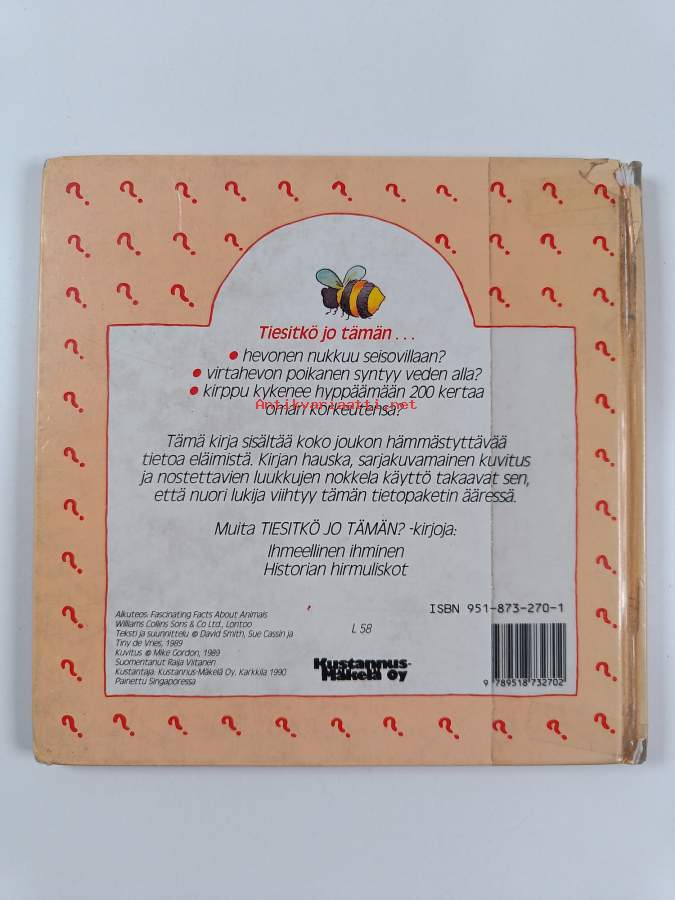 Tiesitkö jo tämän...
• hevonen nukkuu seisovillaan?
• virtahevon poikanen syntyy veden alla?
• kirppu kykenee hyppäämään 200 kertaa
Antikvariaatti.net
oman korkeutensa?
Tämä kirja sisältää koko joukon hämmästyttävää
tietoa eläimistä. Kirjan hauska, sarjakuvamainen kuvitus
ja nostettavien luukkujen nokkela käyttö takaavat sen,
että nuori lukija viihtyy tämän tietopaketin ääressä.
Muita TIESITKÖ JO TÄMÄN? -kirjoja:
Ihmeellinen ihminen
Historian hirmuliskot
Alkuteos: Fascinating Facts About Animals
Williams Collins Sons & Co Ltd., Lontoo
Teksti ja suunnittelu © David Smith, Sue Cassin ja
Tiny de Vries, 1989
Kuvitus © Mike Gordon, 1989
Suomentanut Raija Viitanen
Kustantaja: Kustannus-Mäkelä Oy, Karkkila 1990
Painettu Singaporessa
L 58
Kustannus-
Mäkelä Oy
ISBN 951-873-270-1
9 789518 732702